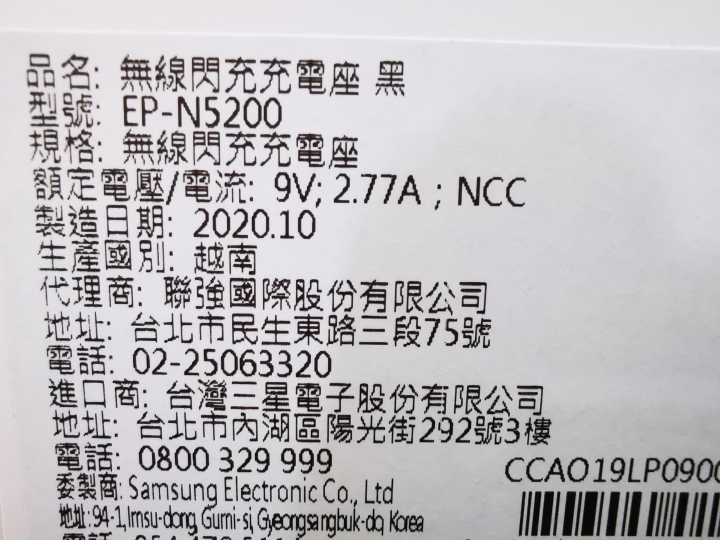 品名: 無線閃充充電座 黑
型號: EP-N5200
規格: 無線閃充充電座
額定電壓/電流: 9V; 2.77A ; NCC
製造日期: 2020.10
生產國別: 越南
代理商: 聯強國際股份有限公司
地址: 台北市民生東路三段75號
電話: 02-25063320
進口商: 台灣三星電子股份有限公司
地址: 台北市內湖區陽光街292號3樓
電話: 0800 329 999
CCAO19LP0900
委製商: Samsung Electronic Co., Ltd
地址: 94-1, Imsu-dong, Gumi-si, Gyeongsangbuk-do, Korea